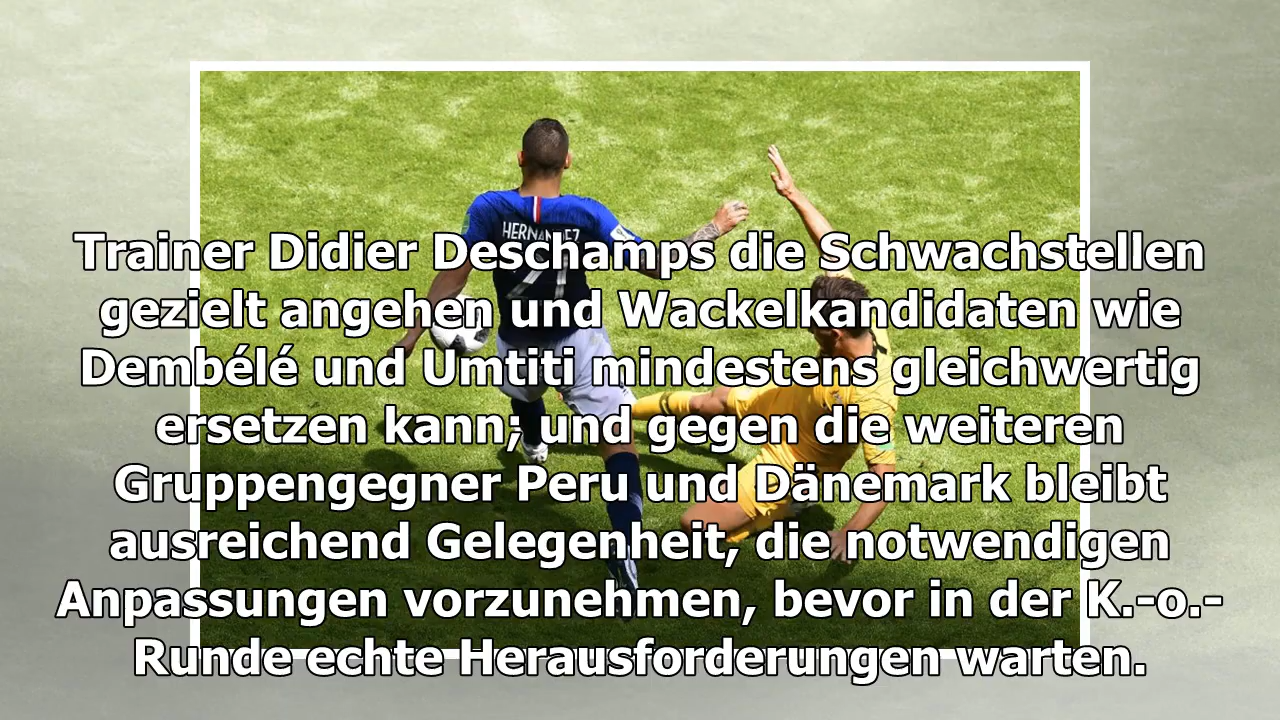 HERNANDEZ
21
Trainer Didier Deschamps die Schwachstellen
gezielt angehen und Wackelkandidaten wie
Dembélé und Umtiti mindestens gleichwertig
ersetzen kann; und gegen die weiteren
Gruppengegner Peru und Dänemark bleibt
ausreichend Gelegenheit, die notwendigen
Anpassungen vorzunehmen, bevor in der K.-o.-
Runde echte Herausforderungen warten.